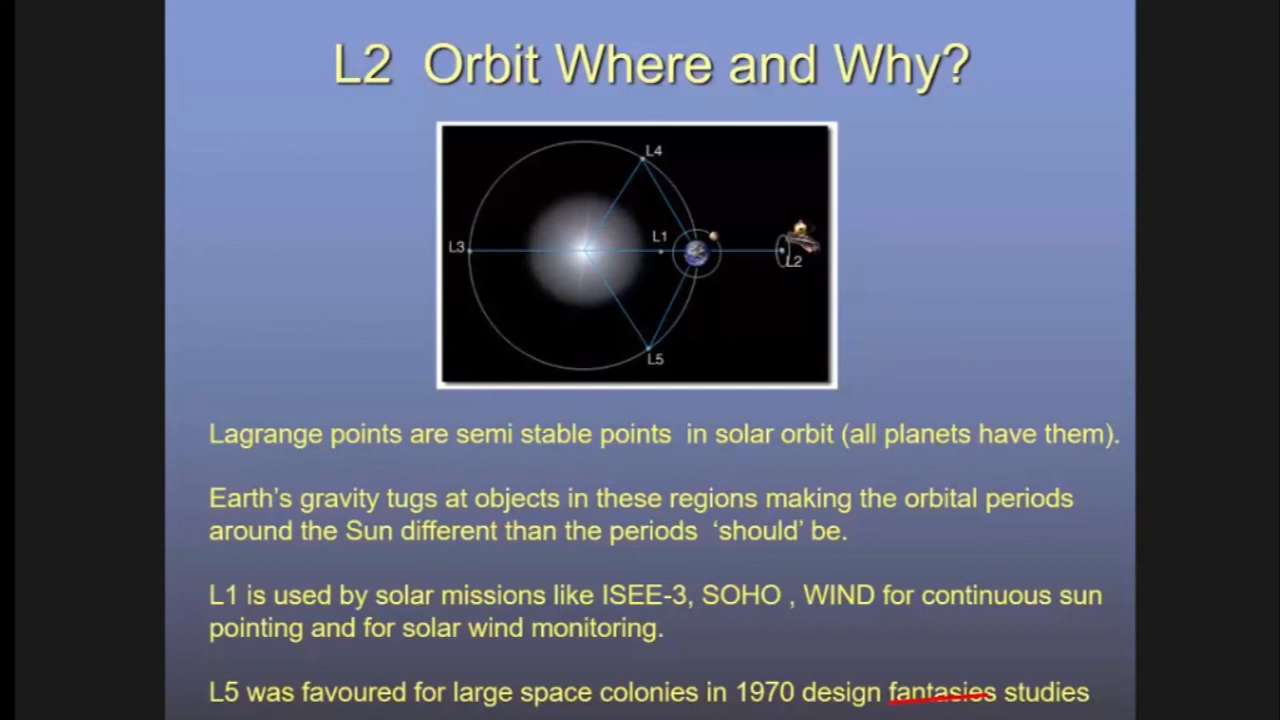 L2 Orbit Where and Why?
L4
L3
L1
L2
L5
Lagrange points are semi stable points in solar orbit (all planets have them).
Earth's gravity tugs at objects in these regions making the orbital periods
around the Sun different than the periods 'should' be.
L1 is used by solar missions like ISEE-3, SOHO , WIND for continuous sun
pointing and for solar wind monitoring.
L5 was favoured for large space colonies in 1970 design fantasies studies